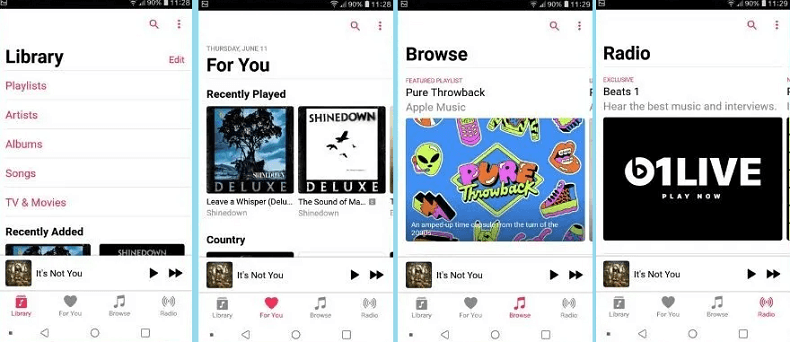 90% 11:28
Library
Edit
Playlists
Artists
Albums
Songs
TV & Movies
Recently Added
It's Not You
Library
For You
Browse
Radio
90% 11:28
THURSDAY, JUNE 11
For You
Recently Played
SHINEDOWN
DELUXE
SHINEDOWN
DELUXE
Leave a Whisper (Delu...
Shinedown
The Sound of Ma... E
Shinedown
Country
It's Not You
Library
For You
Browse
Radio
90% 11:29
Browse
FEATURED PLAYLIST
Pure Throwback
Apple Music
PURE
Throwback
An amped-up time capsule from the turn of the
2000s.
It's Not You
Library
For You
Browse
Radio
90% 11:29
Radio
EXCLUSIVE
Beats 1
Hear the best music and interviews.
1LIVE
PLAY NOW
It's Not You
Library
For You
Browse
Radio